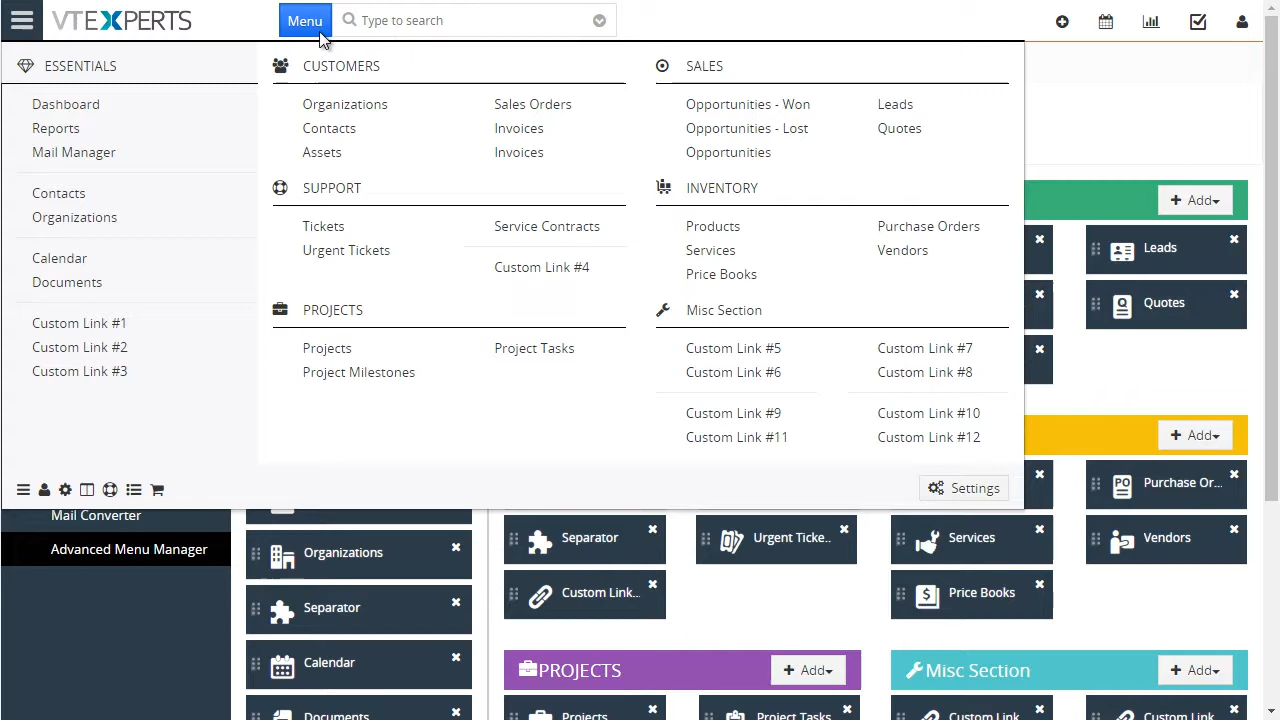 VTEXPERTS
Menu
Type to search
ESSENTIALS
Dashboard
Reports
Mail Manager
Contacts
Organizations
Calendar
Documents
Custom Link #1
Custom Link #2
Custom Link #3
CUSTOMERS
Organizations Sales Orders
Contacts Invoices
Assets Invoices
SALES
Opportunities - Won Leads
Opportunities - Lost Quotes
Opportunities
SUPPORT
Tickets Service Contracts
Urgent Tickets
Custom Link #4
INVENTORY
Products Purchase Orders
Services Vendors
Price Books
PROJECTS
Projects Project Tasks
Project Milestones
Misc Section
Custom Link #5 Custom Link #7
Custom Link #6 Custom Link #8
Custom Link #9 Custom Link #10
Custom Link #11 Custom Link #12
Settings
Add
Leads
Quotes
Add
PO Purchase Or...
Vendors
Mail Converter
Advanced Menu Manager
Organizations
Separator
Calendar
Documents
Separator
Urgent Ticke..
Services
Custom Link...
Price Books
PROJECTS Add
Misc Section Add
Projects
Project Tasks
Custom Link
Custom Link